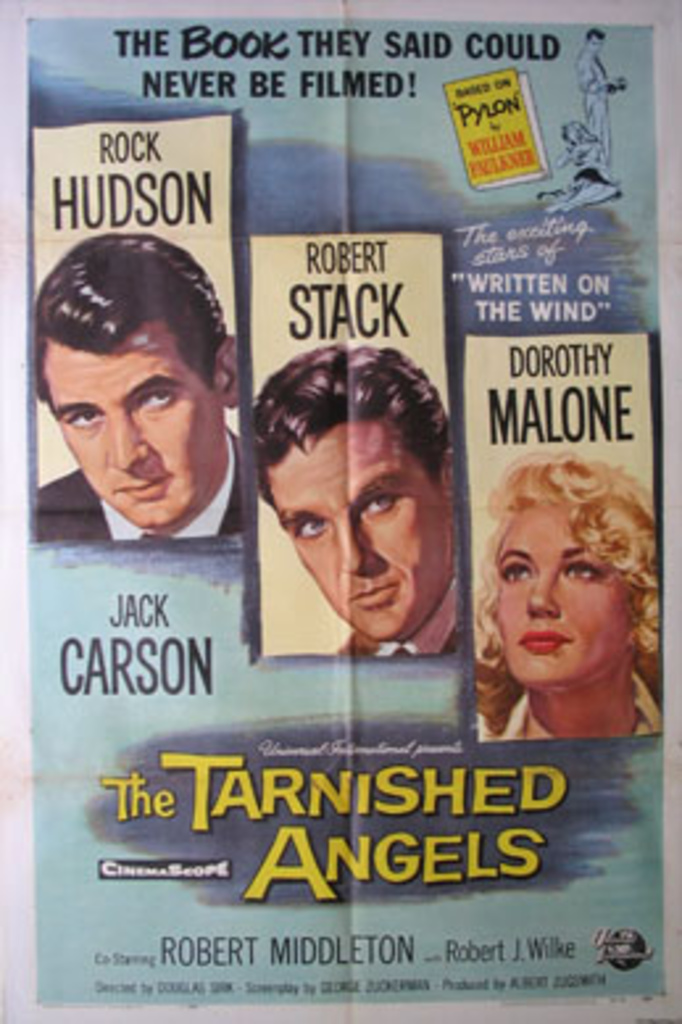 THE BOOK THEY SAID COULD
NEVER BE FILMED!
BASED ON
"PYLON"
by
WILLIAM
FAULKNER
ROCK
HUDSON
ROBERT
STACK
The exciting
stars of
"WRITTEN ON
THE WIND"
DOROTHY
MALONE
JACK
CARSON
Universal-International presents
The TARNISHED
ANGELS
CINEMASCOPE
Co-Starring ROBERT MIDDLETON with Robert J. Wilke
Directed by DOUGLAS SIRK - Screenplay by GEORGE ZUCKERMAN - Produced by ALBERT ZUGSMITH